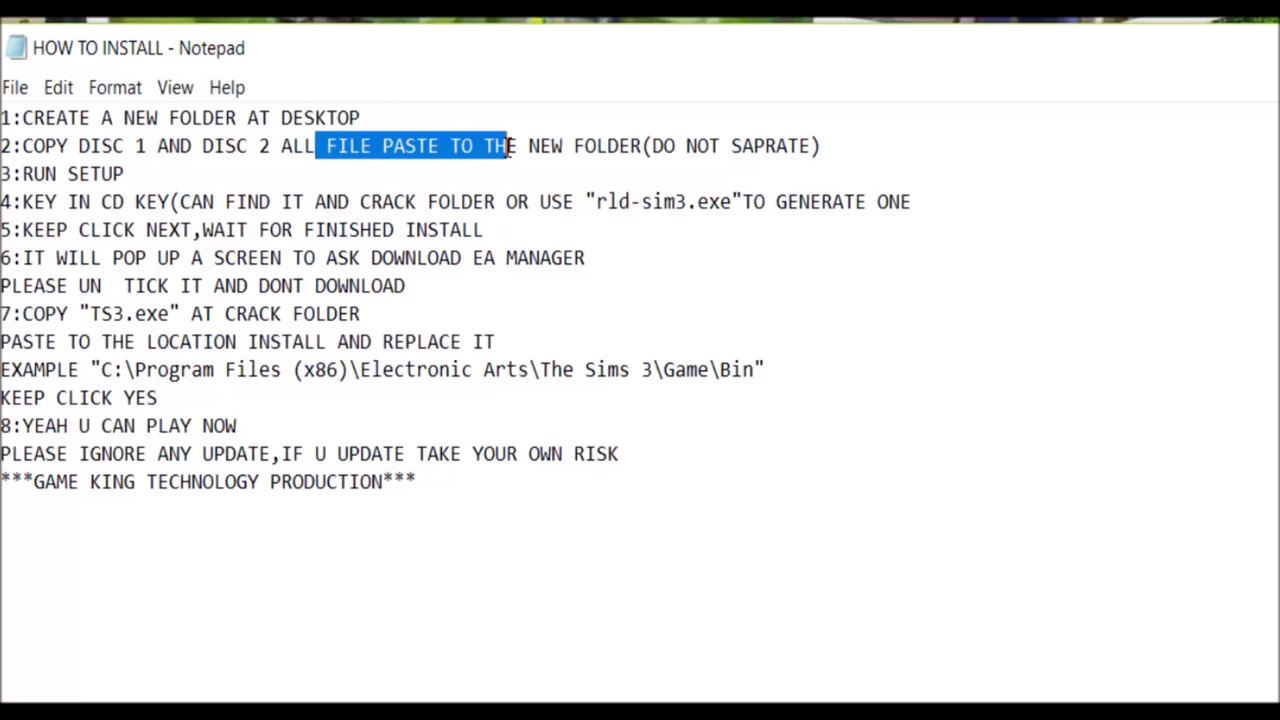 HOW TO INSTALL - Notepad
File Edit Format View Help
1:CREATE A NEW FOLDER AT DESKTOP
2:COPY DISC 1 AND DISC 2 ALL FILE PASTE TO THE NEW FOLDER(DO NOT SAPRATE)
3:RUN SETUP
4:KEY IN CD KEY(CAN FIND IT AND CRACK FOLDER OR USE "rld-sim3.exe"TO GENERATE ONE
5:KEEP CLICK NEXT,WAIT FOR FINISHED INSTALL
6:IT WILL POP UP A SCREEN TO ASK DOWNLOAD EA MANAGER
PLEASE UN  TICK IT AND DONT DOWNLOAD
7:COPY "TS3.exe" AT CRACK FOLDER
PASTE TO THE LOCATION INSTALL AND REPLACE IT
EXAMPLE "C:\Program Files (x86)\Electronic Arts\The Sims 3\Game\Bin"
KEEP CLICK YES
8:YEAH U CAN PLAY NOW
PLEASE IGNORE ANY UPDATE,IF U UPDATE TAKE YOUR OWN RISK
***GAME KING TECHNOLOGY PRODUCTION***